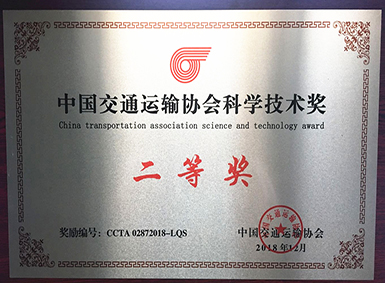 中国交通运输协会科学技术奖
China transportation association science and technology award
二等奖
奖励编号：CCTA 02872018-LQS
中国交通运输协会
2018年12月